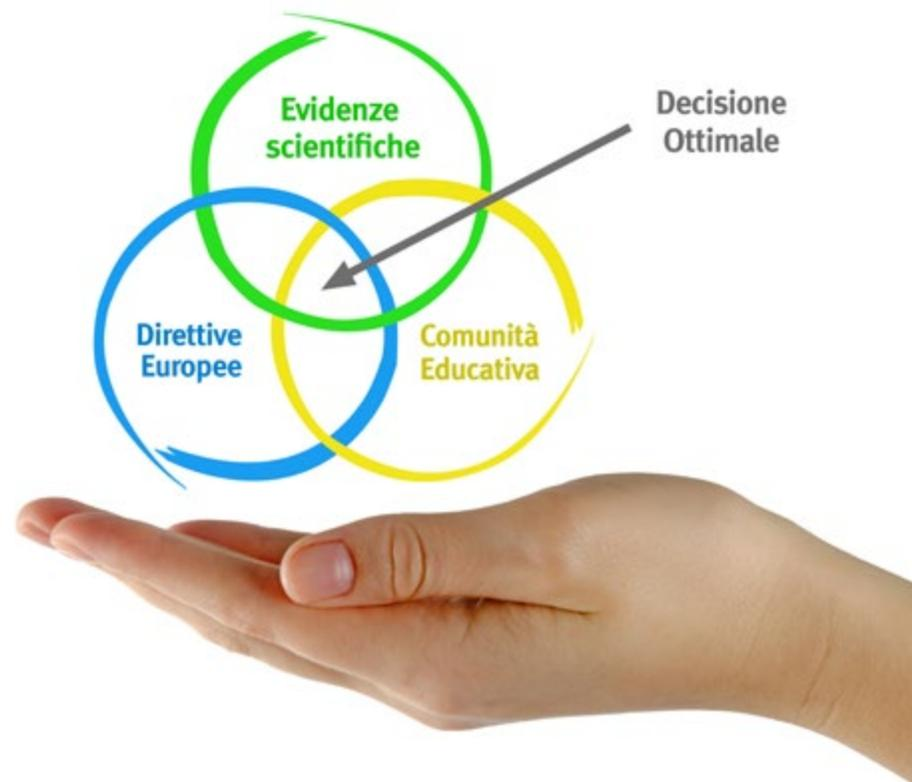 Evidenze
scientifiche
Decisione
Ottimale
Direttive
Europee
Comunità
Educativa